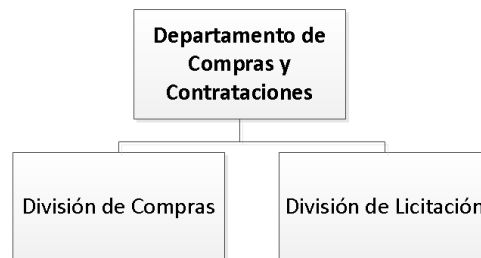 Departamento de
Compras y
Contrataciones
División de Compras
División de Licitación